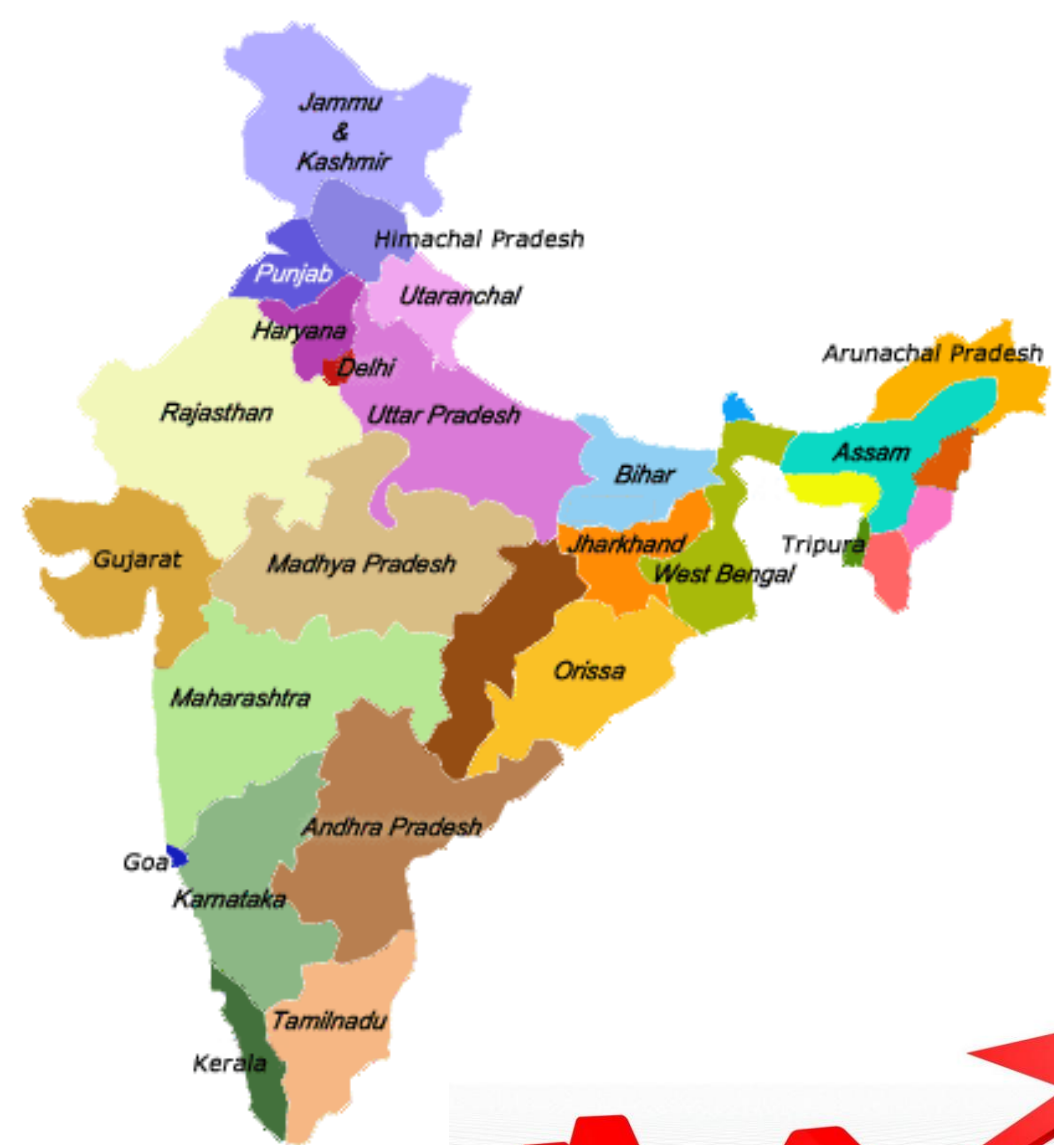 Jammu
&
Kashmir
Himachal Pradesh
Punjab
Utaranchal
Haryana
Arunachal Pradesh
Delhi
Rajasthan
Uttar Pradesh
Assam
Bihar
Tripura
Jharkhand
Gujarat
Madhya Pradesh
West Bengal
Orissa
Maharashtra
Andhra Pradesh
Goa
Karnataka
Tamilnadu
Kerala